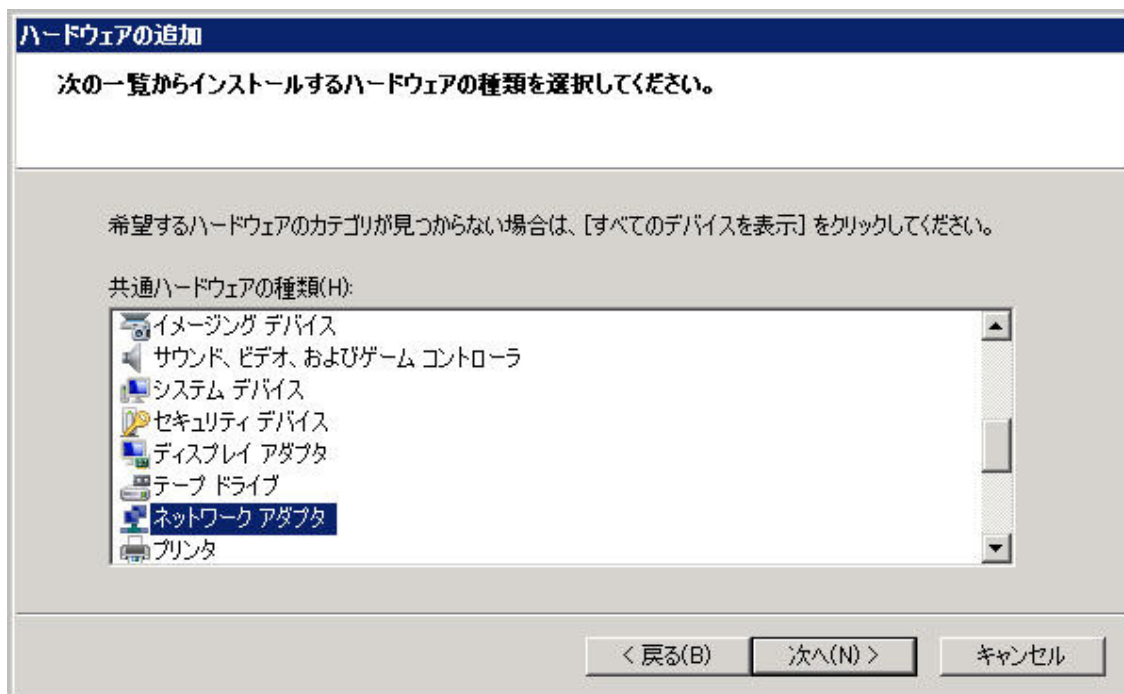 ハードウェアの追加
次の一覧からインストールするハードウェアの種類を選択してください。
希望するハードウェアのカテゴリが見つからない場合は、[すべてのデバイスを表示] をクリックしてください。
共通ハードウェアの種類(H):
イメージング デバイス
サウンド、ビデオ、およびゲーム コントローラ
システム デバイス
セキュリティ デバイス
ディスプレイ アダプタ
テープ ドライブ
ネットワーク アダプタ
プリンタ
< 戻る(B) 次へ(N) > キャンセル